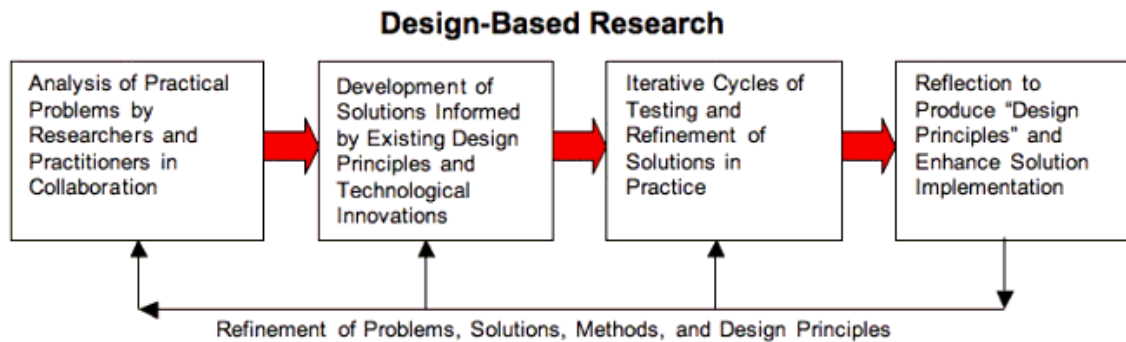 Design-Based Research
Analysis of Practical
Problems by
Researchers and
Practitioners in
Collaboration
Development of
Solutions Informed
by Existing Design
Principles and
Technological
Innovations
Iterative Cycles of
Testing and
Refinement of
Solutions in
Practice
Reflection to
Produce “Design
Principles” and
Enhance Solution
Implementation
Refinement of Problems, Solutions, Methods, and Design Principles